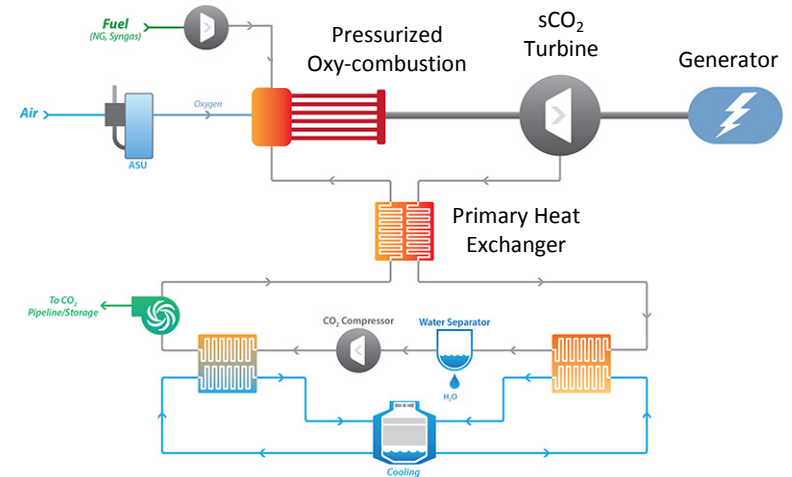 Fuel
(NG, Syngas)
Pressurized
Oxy-combustion
sCO₂
Turbine
Generator
Air
Oxygen
ASU
Primary Heat
Exchanger
To CO₂
Pipeline/Storage
CO₂ Compressor
Water Separator
H₂O
Cooling